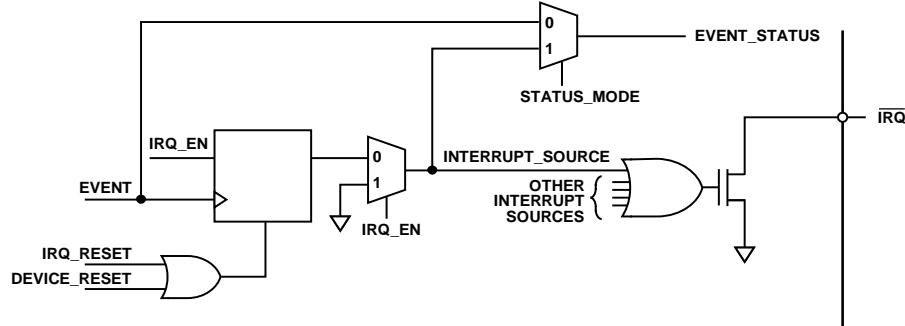 0
EVENT_STATUS
1
STATUS_MODE
IRQ
IRQ_EN
0
INTERRUPT_SOURCE
1
OTHER
INTERRUPT
SOURCES
EVENT
IRQ_EN
IRQ_RESET
DEVICE_RESET